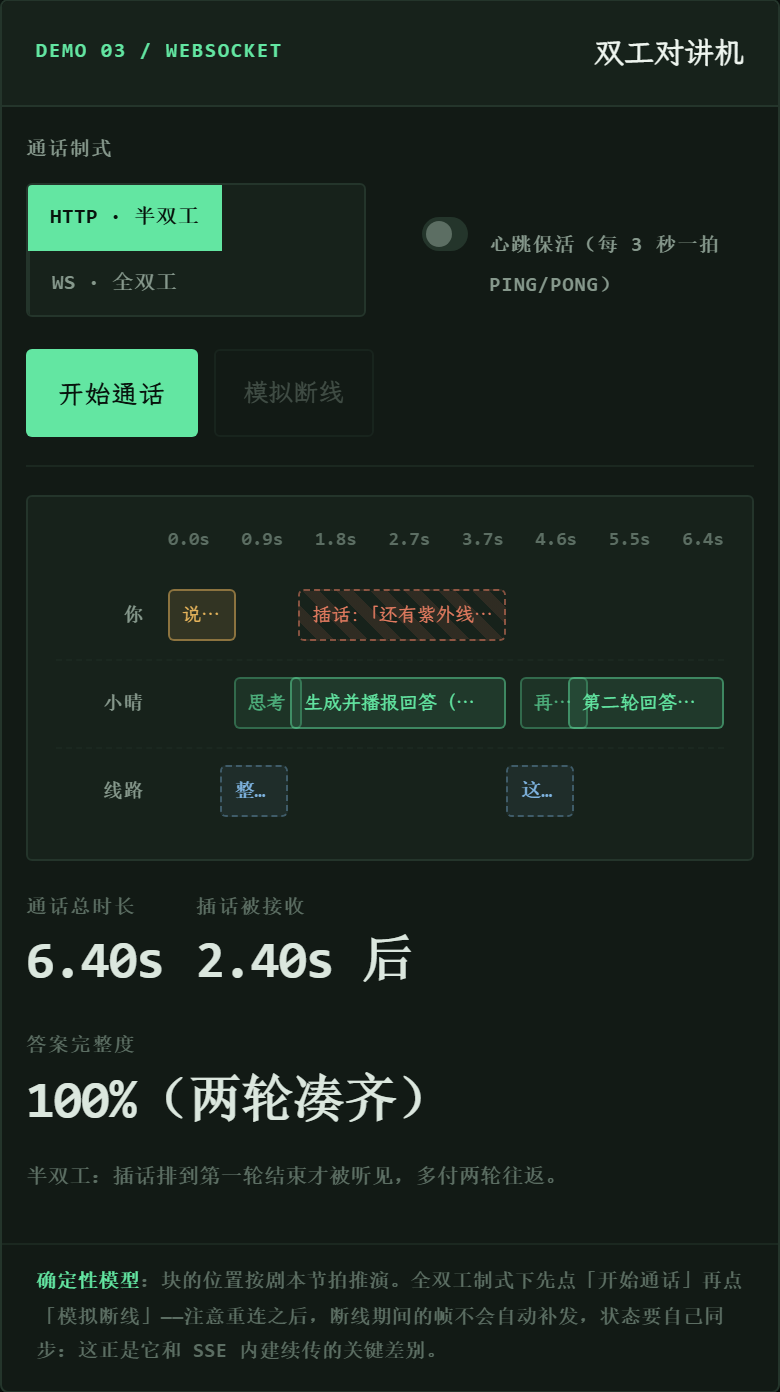 DEMO 03 / WEBSOCKET
双工对讲机
通话制式
HTTP · 半双工
WS · 全双工
心跳保活（每 3 秒一拍
PING/PONG）
开始通话
模拟断线
0.0s 0.9s 1.8s 2.7s 3.7s 4.6s 5.5s 6.4s
你
说…
插话:「还有紫外线…
小晴
思考
生成并播报回答（…
再…
第二轮回答…
线路
整…
这…
通话总时长
6.40s
插话被接收
2.40s 后
答案完整度
100%（两轮凑齐）
半双工：插话排到第一轮结束才被听见，多付两轮往返。
确定性模型：块的位置按剧本节拍推演。全双工制式下先点「开始通话」再点
「模拟断线」——注意重连之后，断线期间的帧不会自动补发，状态要自己同
步：这正是它和 SSE 内建续传的关键差别。